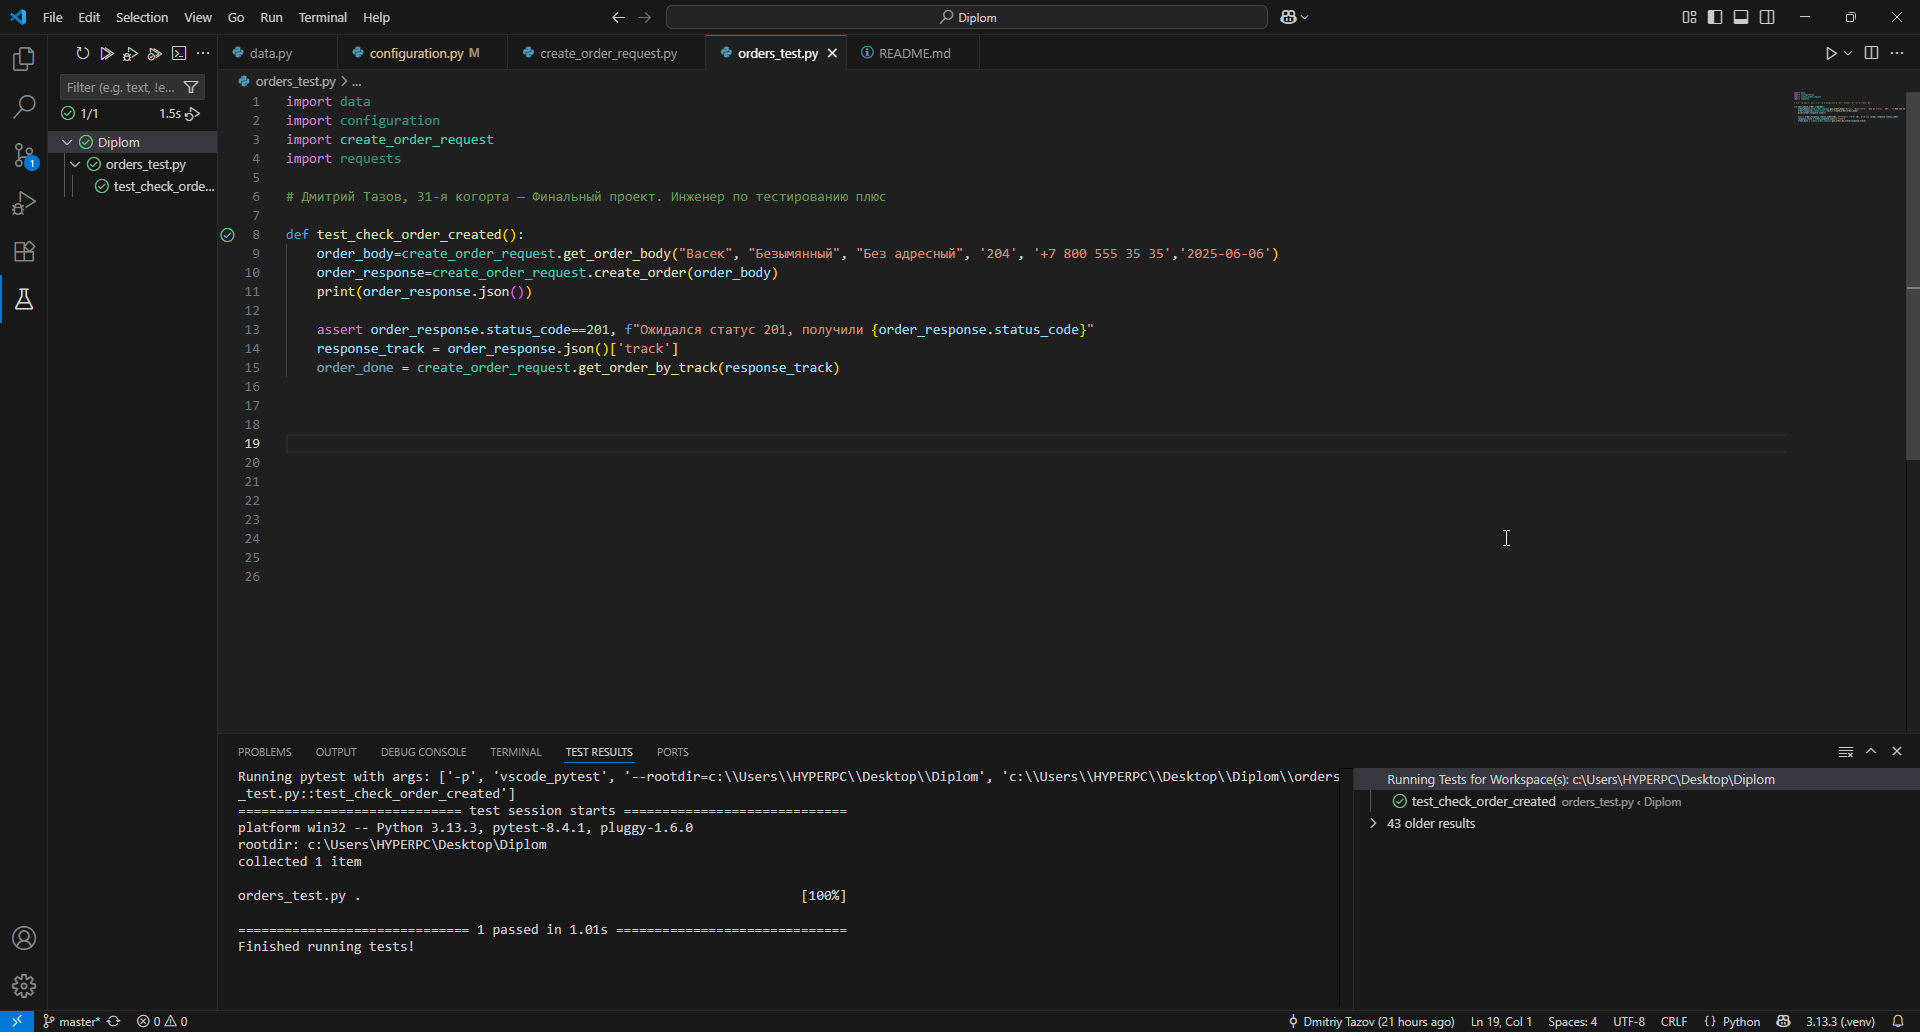 File Edit Selection View Go Run Terminal Help
Diplom
data.py configuration.py M create_order_request.py orders_test.py README.md
Filter (e.g. text, !e...
1/1 1.5s
Diplom
orders_test.py
test_check_orde...
orders_test.py > ...
1 import data
2 import configuration
3 import create_order_request
4 import requests
5
6 # Дмитрий Тазов, 31-я когорта — Финальный проект. Инженер по тестированию плюс
7
8 def test_check_order_created():
9 order_body=create_order_request.get_order_body("Васек", "Безымянный", "Без адресный", '204', '+7 800 555 35 35','2025-06-06')
10 order_response=create_order_request.create_order(order_body)
11 print(order_response.json())
12
13 assert order_response.status_code==201, f"Ожидался статус 201, получили {order_response.status_code}"
14 response_track = order_response.json()['track']
15 order_done = create_order_request.get_order_by_track(response_track)
16
17
18
19
20
21
22
23
24
25
26
PROBLEMS OUTPUT DEBUG CONSOLE TERMINAL TEST RESULTS PORTS
Running pytest with args: ['-p', 'vscode_pytest', '--rootdir=c:\\Users\\HYPERPC\\Desktop\\Diplom', 'c:\\Users\\HYPERPC\\Desktop\\Diplom\\orders
_test.py::test_check_order_created']
============================= test session starts =============================
platform win32 -- Python 3.13.3, pytest-8.4.1, pluggy-1.6.0
rootdir: c:\Users\HYPERPC\Desktop\Diplom
collected 1 item
orders_test.py . [100%]
============================== 1 passed in 1.01s ==============================
Finished running tests!
Running Tests for Workspace(s): c:\Users\HYPERPC\Desktop\Diplom
test_check_order_created orders_test.py ‹ Diplom
43 older results
1
master* 0 0 Dmitriy Tazov (21 hours ago) Ln 19, Col 1 Spaces: 4 UTF-8 CRLF {} Python 3.13.3 (.venv)